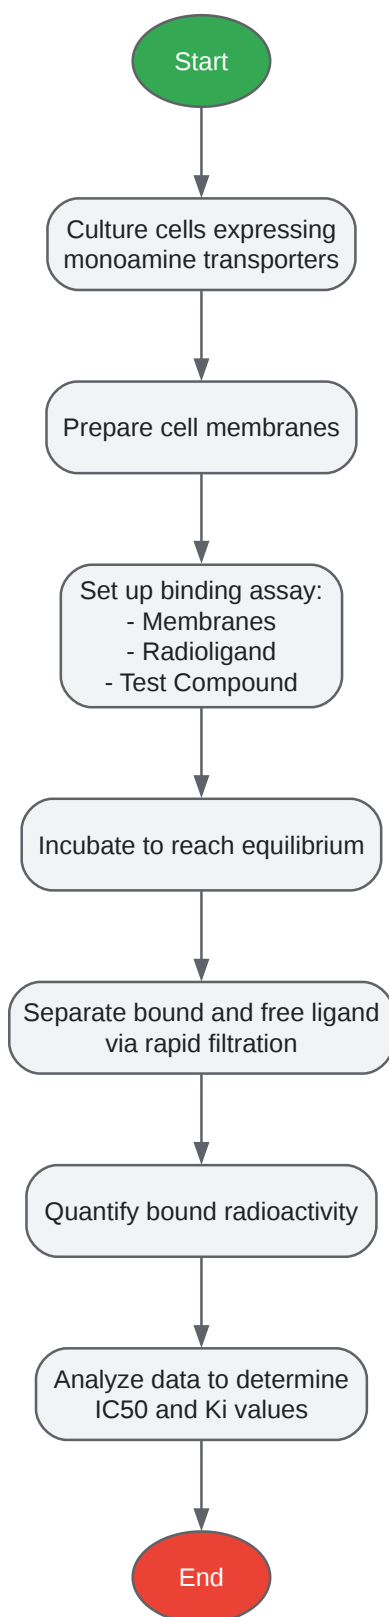 Start
Culture cells expressing
monoamine transporters
Prepare cell membranes
Set up binding assay:
- Membranes
- Radioligand
- Test Compound
Incubate to reach equilibrium
Separate bound and free ligand
via rapid filtration
Quantify bound radioactivity
Analyze data to determine
IC50 and Ki values
End